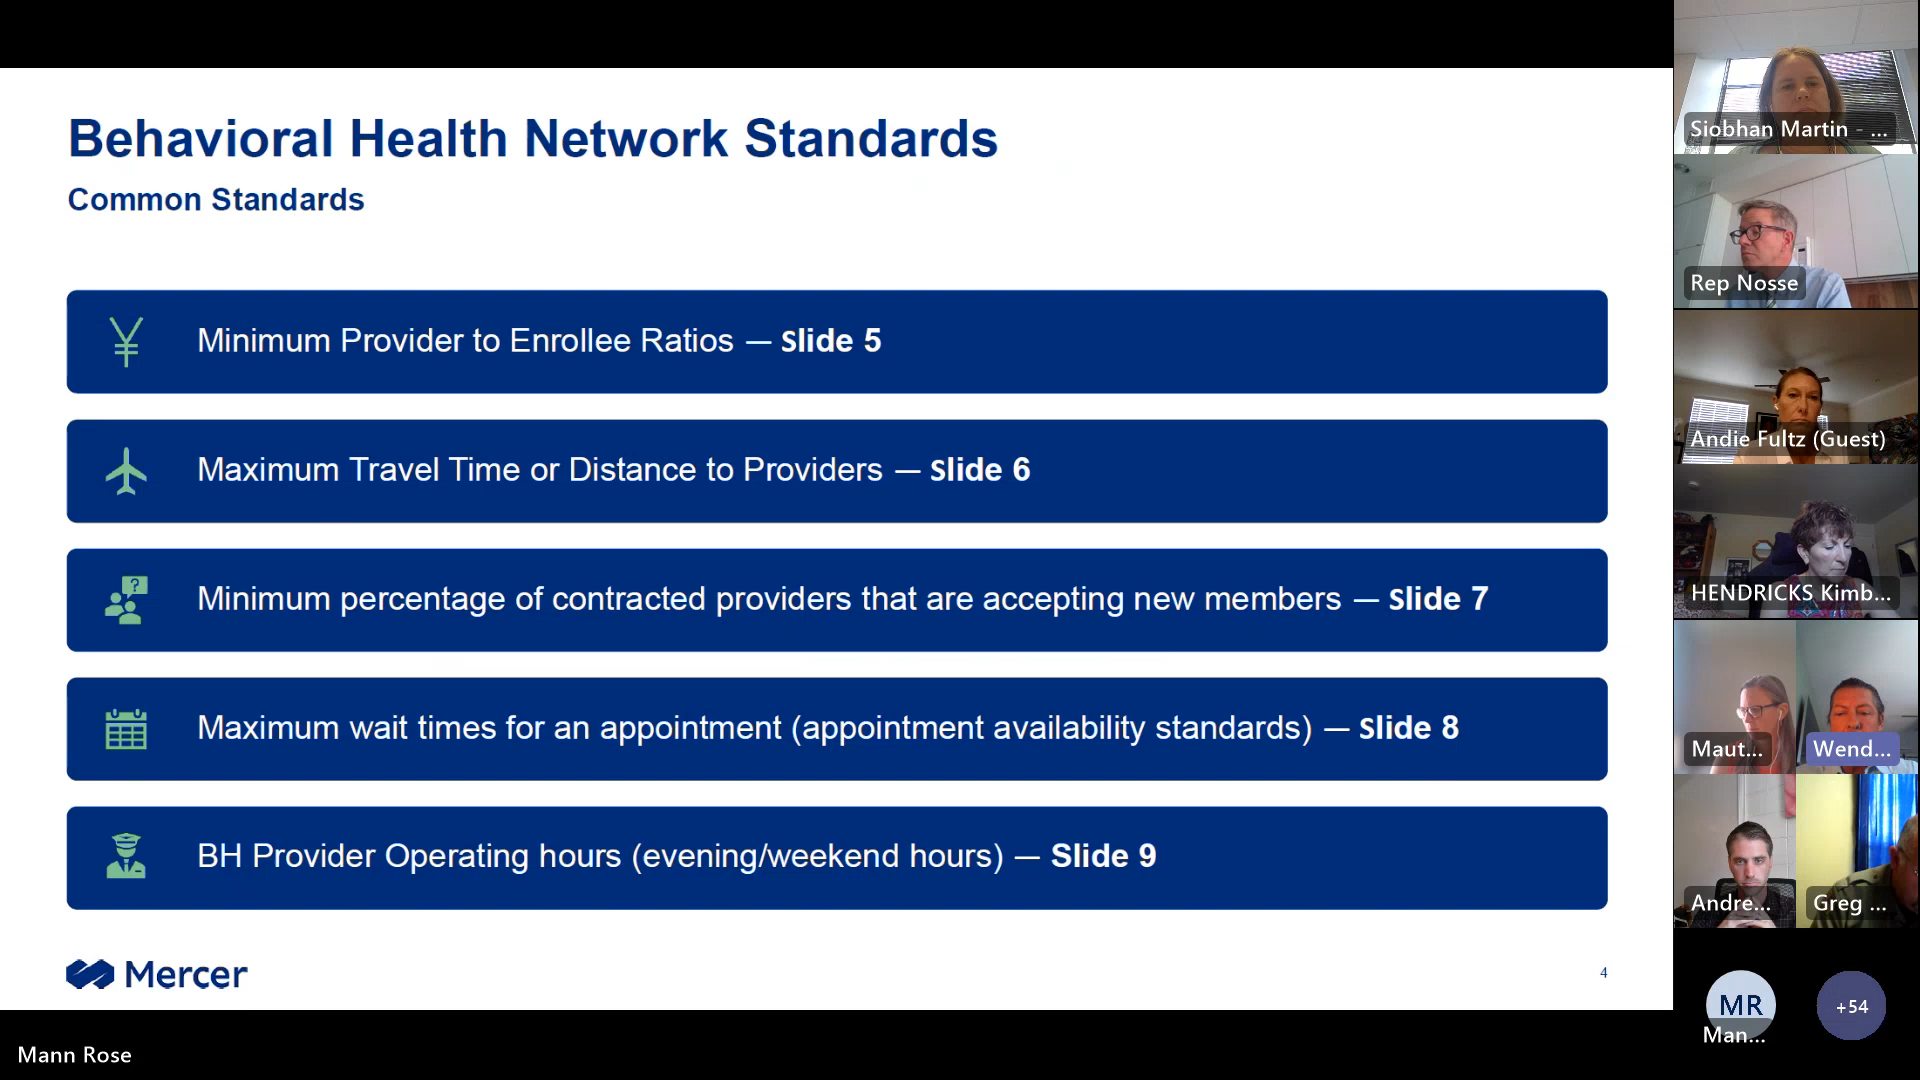 Behavioral Health Network Standards
Common Standards
Minimum Provider to Enrollee Ratios — Slide 5
Maximum Travel Time or Distance to Providers — Slide 6
?
Minimum percentage of contracted providers that are accepting new members — Slide 7
Maximum wait times for an appointment (appointment availability standards) — Slide 8
BH Provider Operating hours (evening/weekend hours) — Slide 9
Mercer
4
Mann Rose
Siobhan Martin - ...
Rep Nosse
Andie Fultz (Guest)
HENDRICKS Kimb...
Maut...
Wend...
Andre...
Greg ...
MR
Man...
+54